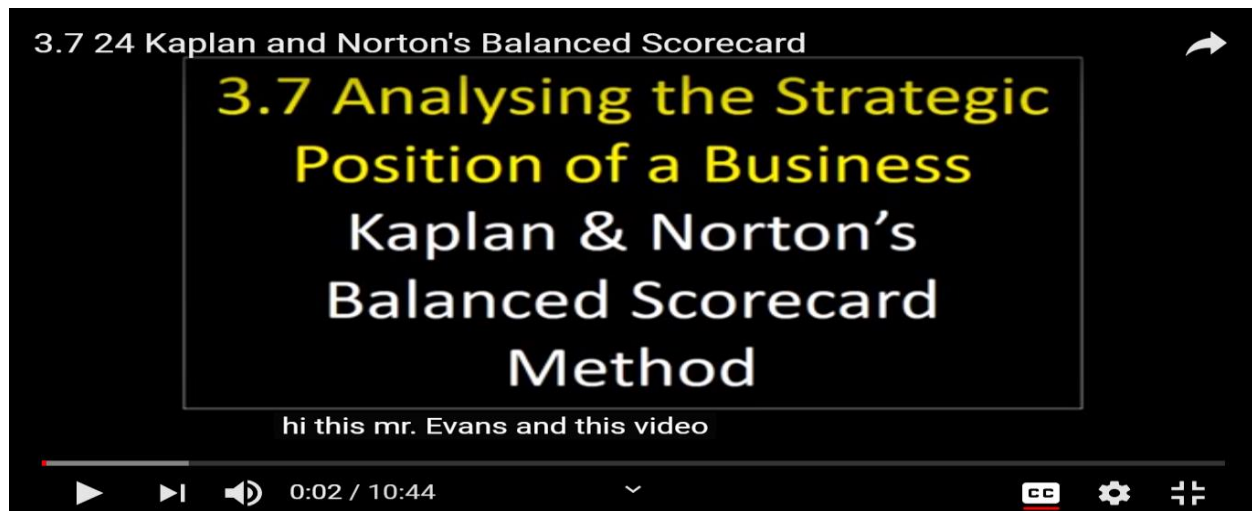 3.7 24 Kaplan and Norton's Balanced Scorecard
3.7 Analysing the Strategic
Position of a Business
Kaplan & Norton’s
Balanced Scorecard
Method
hi this mr. Evans and this video
0:02 / 10:44
CC